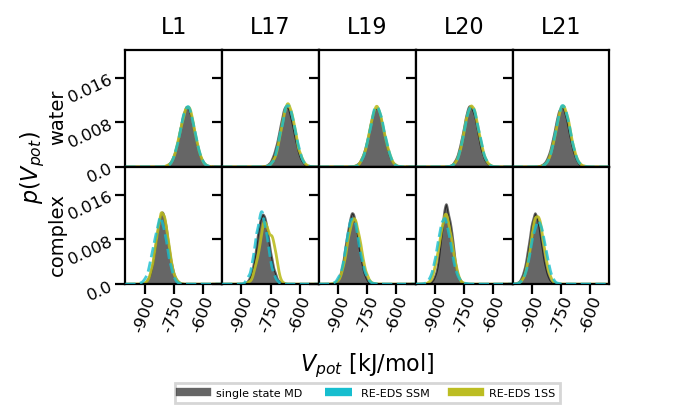 L1 L17 L19 L20 L21
0.016
0.008
0.0
water
0.016
0.008
0.0
complex
p(V_pot)
-900 -750 -600 -900 -750 -600 -900 -750 -600 -900 -750 -600 -900 -750 -600
V_pot [kJ/mol]
single state MD RE-EDS SSM RE-EDS 1SS